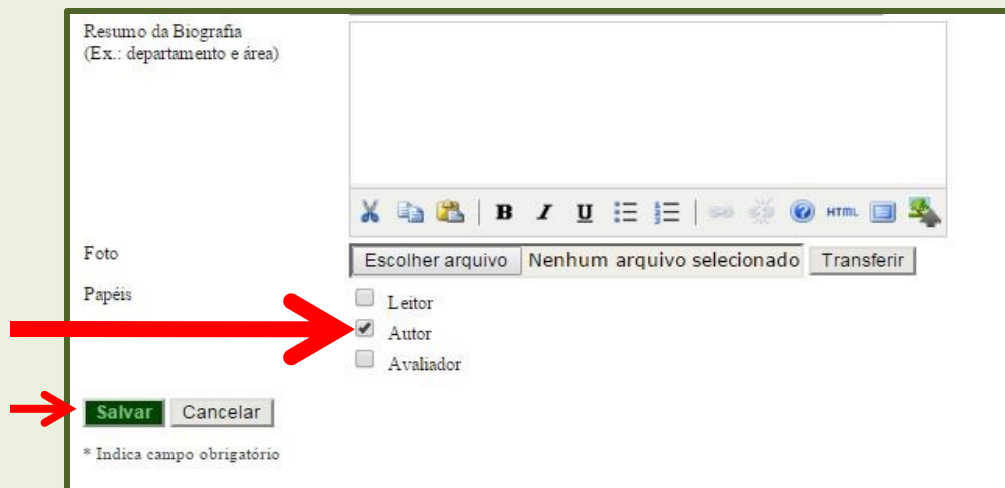 Resumo da Biografia
(Ex.: departamento e área)
B I U HTML
Foto
Escolher arquivo Nenhum arquivo selecionado Transferir
Papéis
Leitor
Autor
Avaliador
Salvar Cancelar
* Indica campo obrigatório